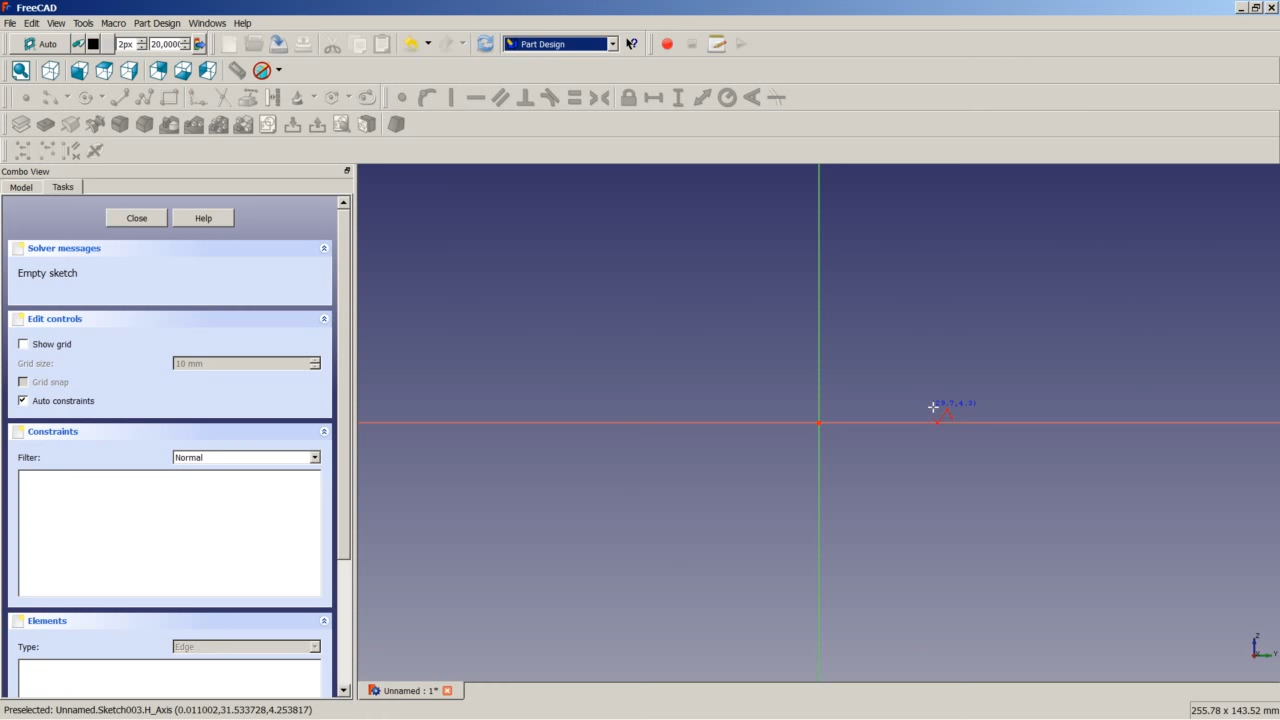 FreeCAD
File Edit View Tools Macro Part Design Windows Help
Auto 2px 20,000 Part Design
Combo View
Model Tasks
Close Help
Solver messages
Empty sketch
Edit controls
Show grid
Grid size: 10 mm
Grid snap
Auto constraints
Constraints
Filter: Normal
Elements
Type: Edge
Unnamed : 1*
Z
Y
Preselected: Unnamed.Sketch003.H_Axis (0.011002,31.533728,4.253817) 255.78 x 143.52 mm